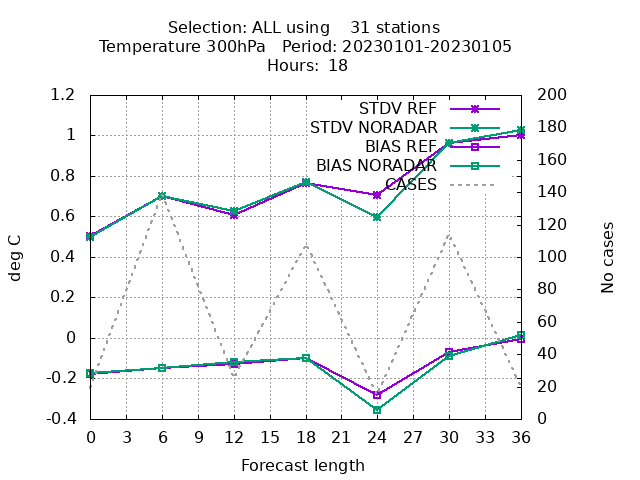 Selection: ALL using    31 stations
Temperature 300hPa   Period: 20230101-20230105
Hours:  18
1.2
1
0.8
0.6
0.4
0.2
0
-0.2
-0.4
deg C
STDV REF
STDV NORADAR
BIAS REF
BIAS NORADAR
CASES
200
180
160
140
120
100
80
60
40
20
0
No cases
0 3 6 9 12 15 18 21 24 27 30 33 36
Forecast length